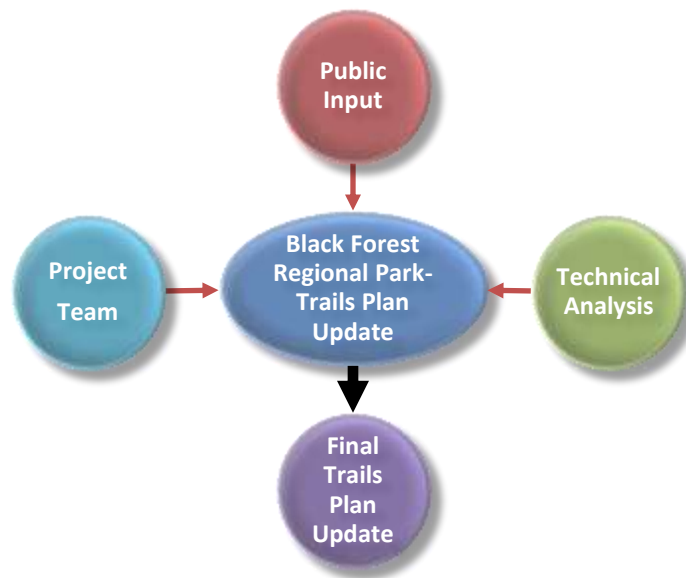 Public
Input
Project
Team
Black Forest
Regional Park-
Trails Plan
Update
Technical
Analysis
Final
Trails
Plan
Update